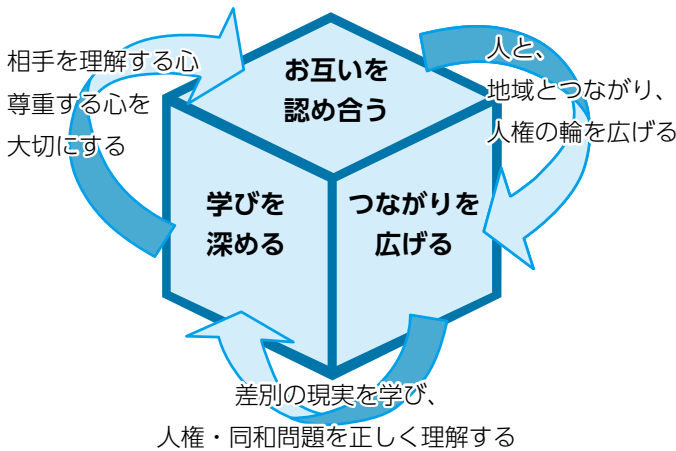 相手を理解する心
尊重する心を
大切にする
お互いを
認め合う
人と、
地域とつながり、
人権の輪を広げる
学びを
深める
つながりを
広げる
差別の現実を学び、
人権・同和問題を正しく理解する